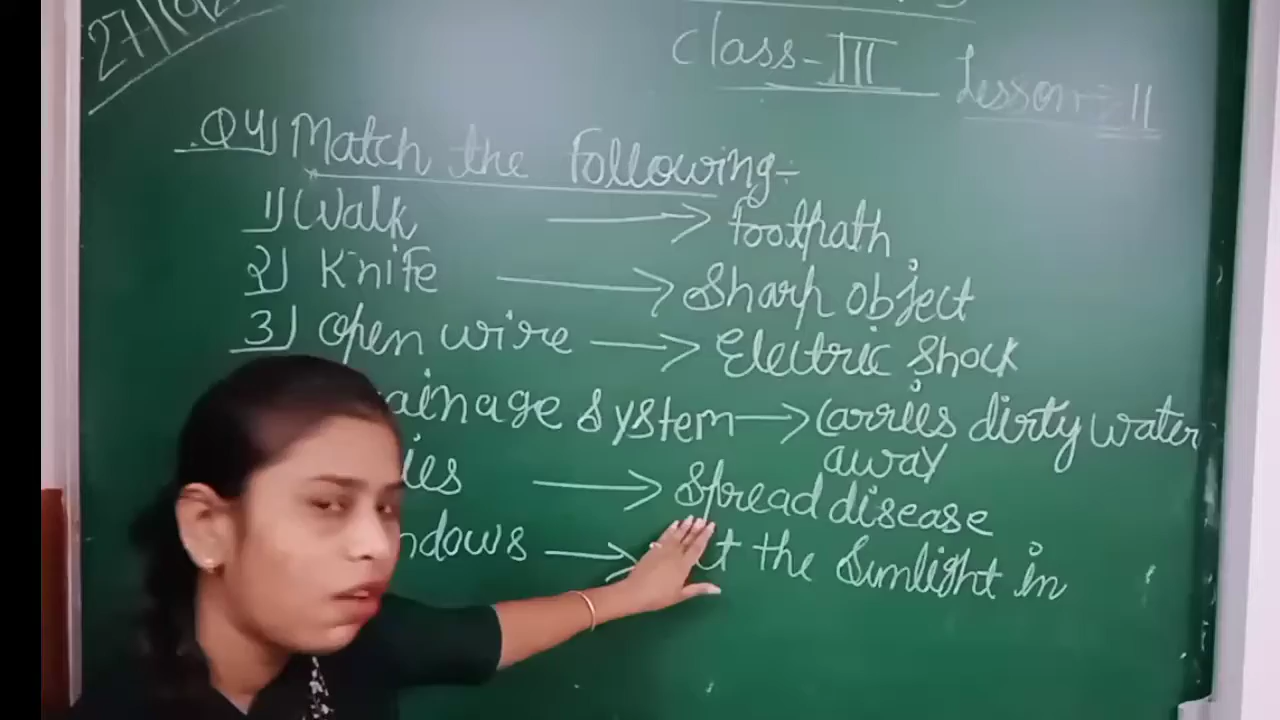 Class-III Lesson:- 11
Q4) Match the following:-
1) Walk → footpath
2) Knife → Sharp object
3) Open wire → Electric shock
ainage System → Carries dirty water
away
ies → Spread disease
ndows → t the Sunlight in